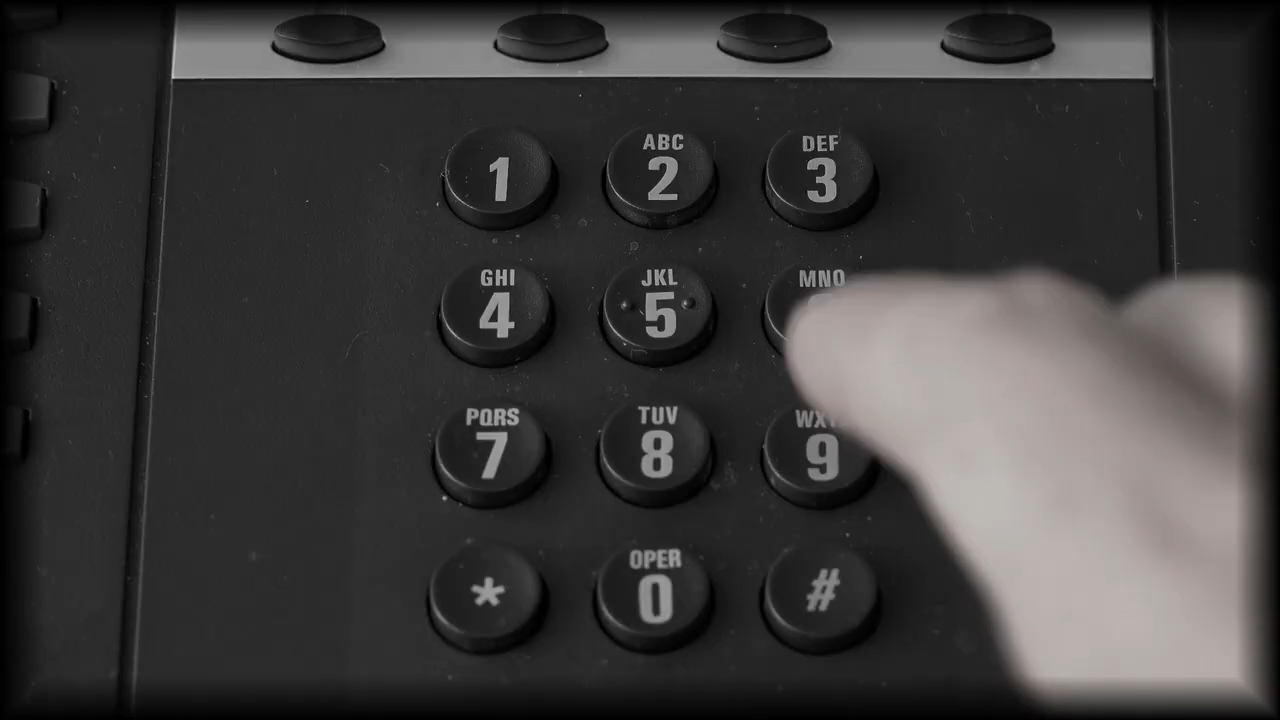 ABC DEF
1 2 3
GHI JKL MNO
4 5
PQRS TUV
7 8 9
OPER
* 0 #